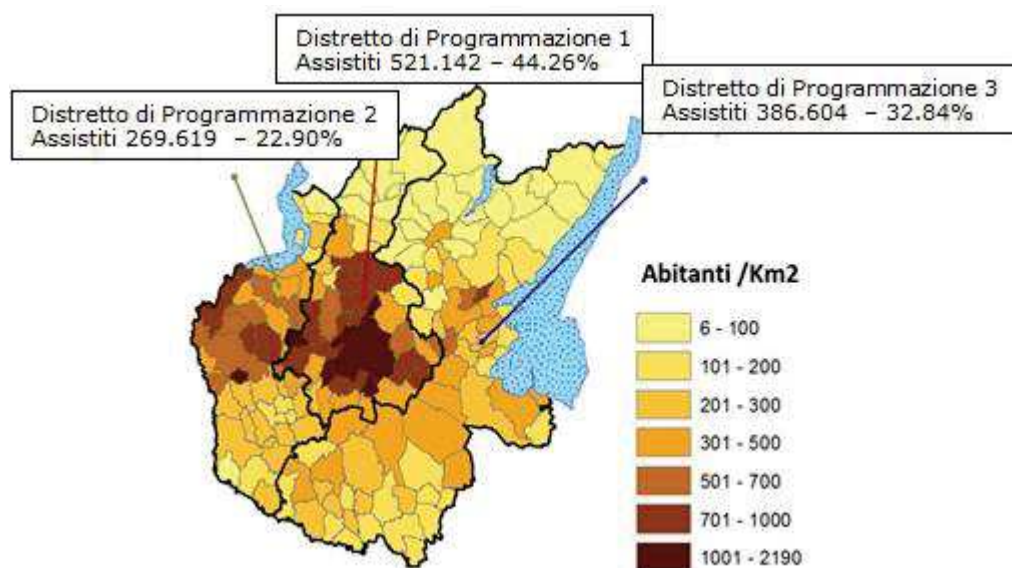 Distretto di Programmazione 1
Assistiti 521.142 – 44.26%
Distretto di Programmazione 3
Assistiti 386.604 – 32.84%
Distretto di Programmazione 2
Assistiti 269.619 – 22.90%
Abitanti /Km2
6 - 100
101 - 200
201 - 300
301 - 500
501 - 700
701 - 1000
1001 - 2190